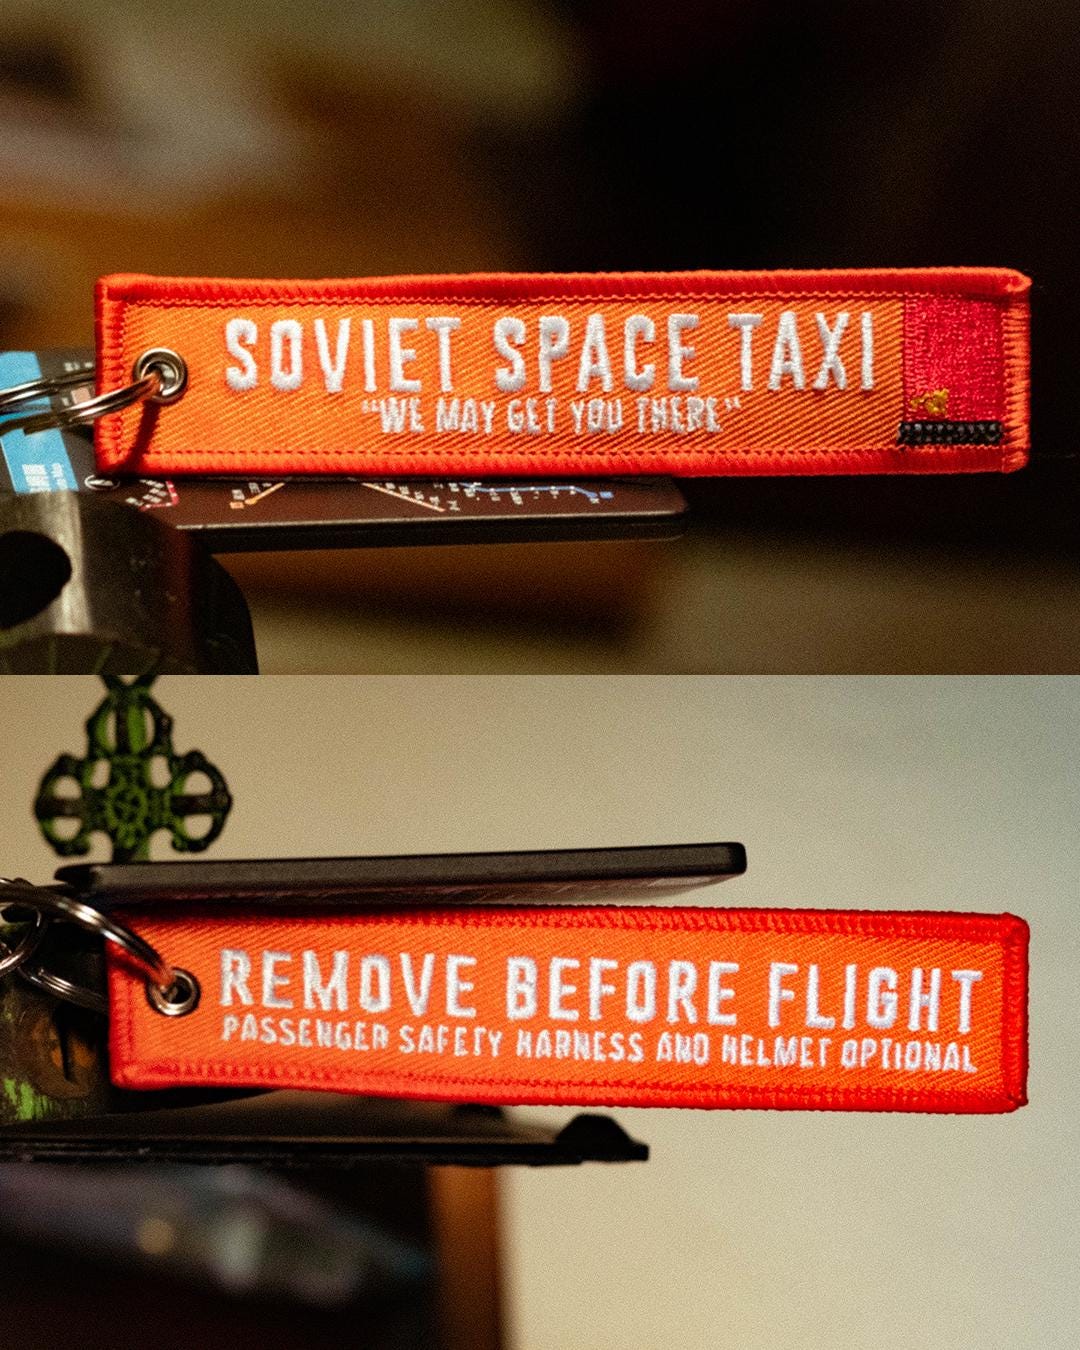 SOVIET SPACE TAXI
“WE MAY GET YOU THERE”
REMOVE BEFORE FLIGHT
PASSENGER SAFETY HARNESS AND HELMET OPTIONAL